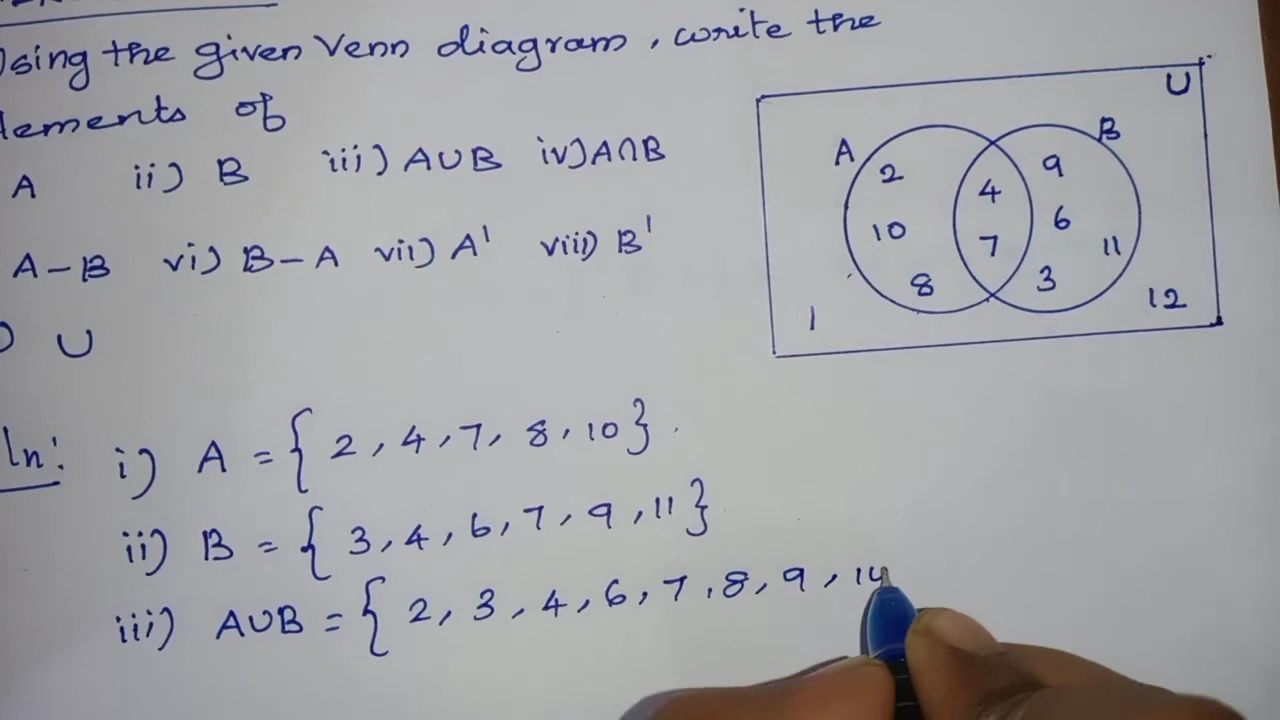 sing the given Venn diagram, write the
lements of
A ii) B iii) A∪B iv) A∩B
A-B vi) B-A vii) A' viii) B'
) U
ln:
i) A = { 2, 4, 7, 8, 10}.
ii) B = { 3, 4, 6, 7, 9, 11}
iii) A∪B = { 2, 3, 4, 6, 7, 8, 9, 1
U
A B
2 4 9
10 7 6 11
8 3
1 12